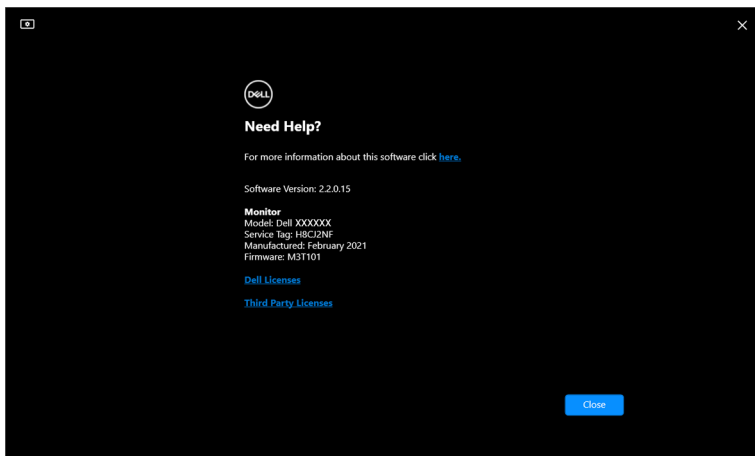 DELL
Need Help?
For more information about this software click here.
Software Version: 2.2.0.15
Monitor
Model: Dell XXXXXX
Service Tag: H8CJ2NF
Manufactured: February 2021
Firmware: M3T101
Dell Licenses
Third Party Licenses
Close